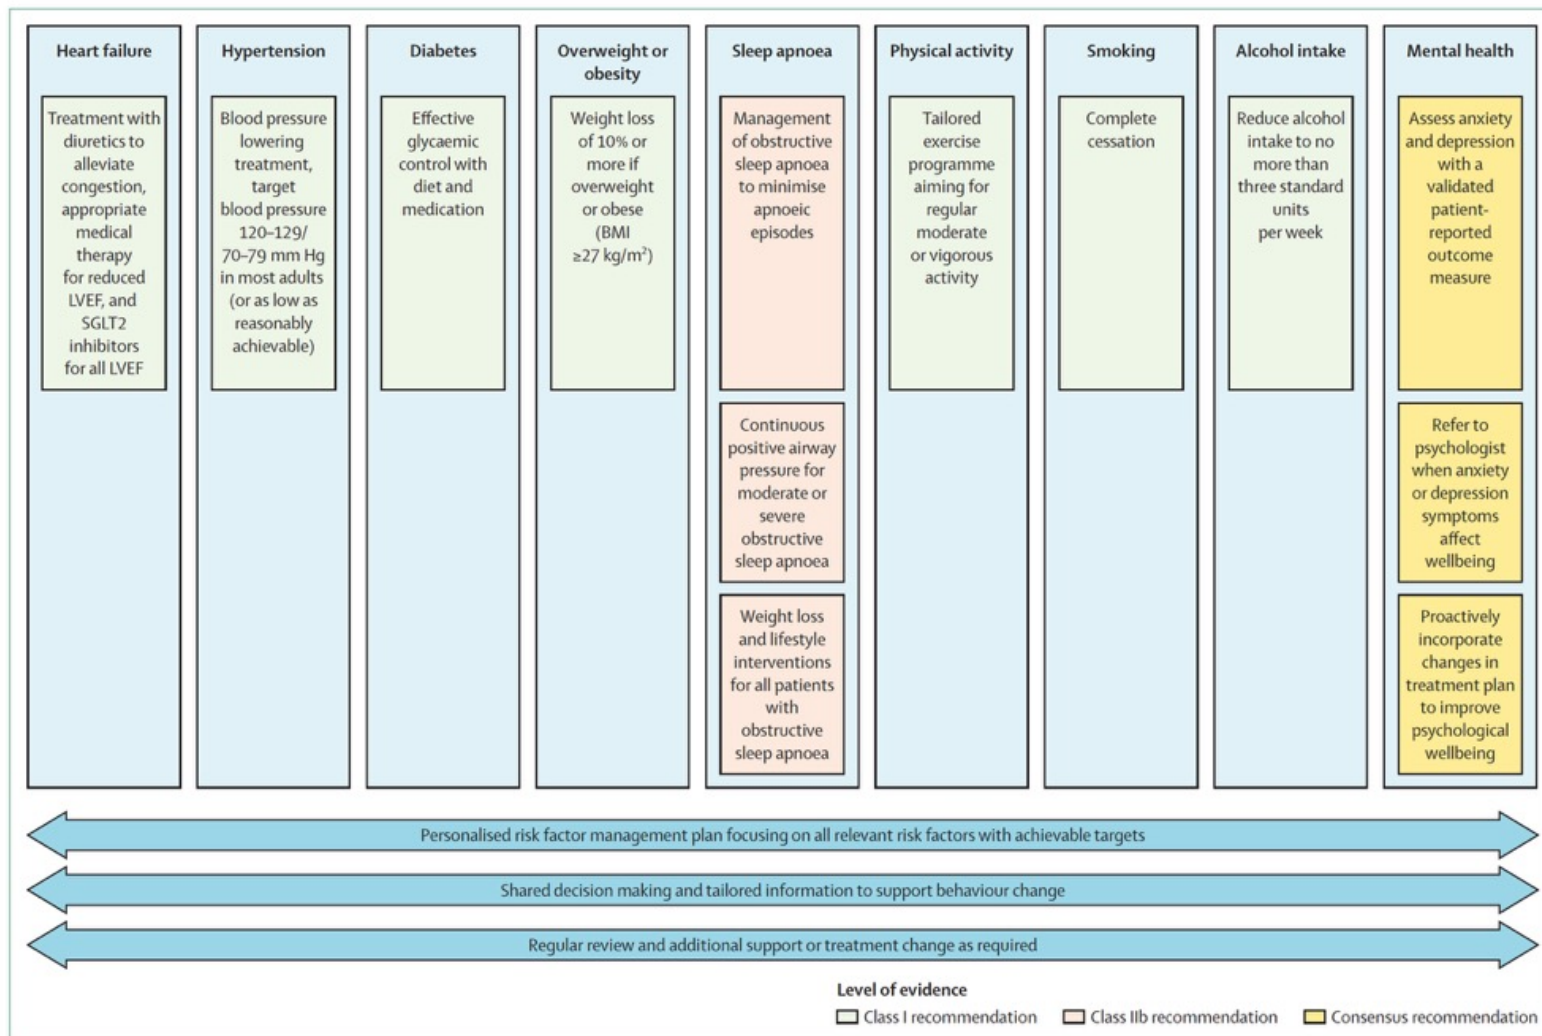 Heart failure
Treatment with
diuretics to
alleviate
congestion,
appropriate
medical
therapy
for reduced
LVEF, and
SGLT2
inhibitors
for all LVEF
Hypertension
Blood pressure
lowering
treatment,
target
blood pressure
120–129/
70–79 mm Hg
in most adults
(or as low as
reasonably
achievable)
Diabetes
Effective
glycaemic
control with
diet and
medication
Overweight or
obesity
Weight loss
of 10% or
more if
overweight
or obese
(BMI
≥27 kg/m²)
Sleep apnoea
Management
of obstructive
sleep apnoea
to minimise
apnoeic
episodes
Continuous
positive airway
pressure for
moderate or
severe
obstructive
sleep apnoea
Weight loss
and lifestyle
interventions
for all patients
with
obstructive
sleep apnoea
Physical activity
Tailored
exercise
programme
aiming for
regular
moderate
or vigorous
activity
Smoking
Complete
cessation
Alcohol intake
Reduce alcohol
intake to no
more than
three standard
units
per week
Mental health
Assess anxiety
and depression
with a
validated
patient-
reported
outcome
measure
Refer to
psychologist
when anxiety
or depression
symptoms
affect
wellbeing
Proactively
incorporate
changes in
treatment plan
to improve
psychological
wellbeing
Personalised risk factor management plan focusing on all relevant risk factors with achievable targets
Shared decision making and tailored information to support behaviour change
Regular review and additional support or treatment change as required
Level of evidence
Class I recommendation
Class IIb recommendation
Consensus recommendation